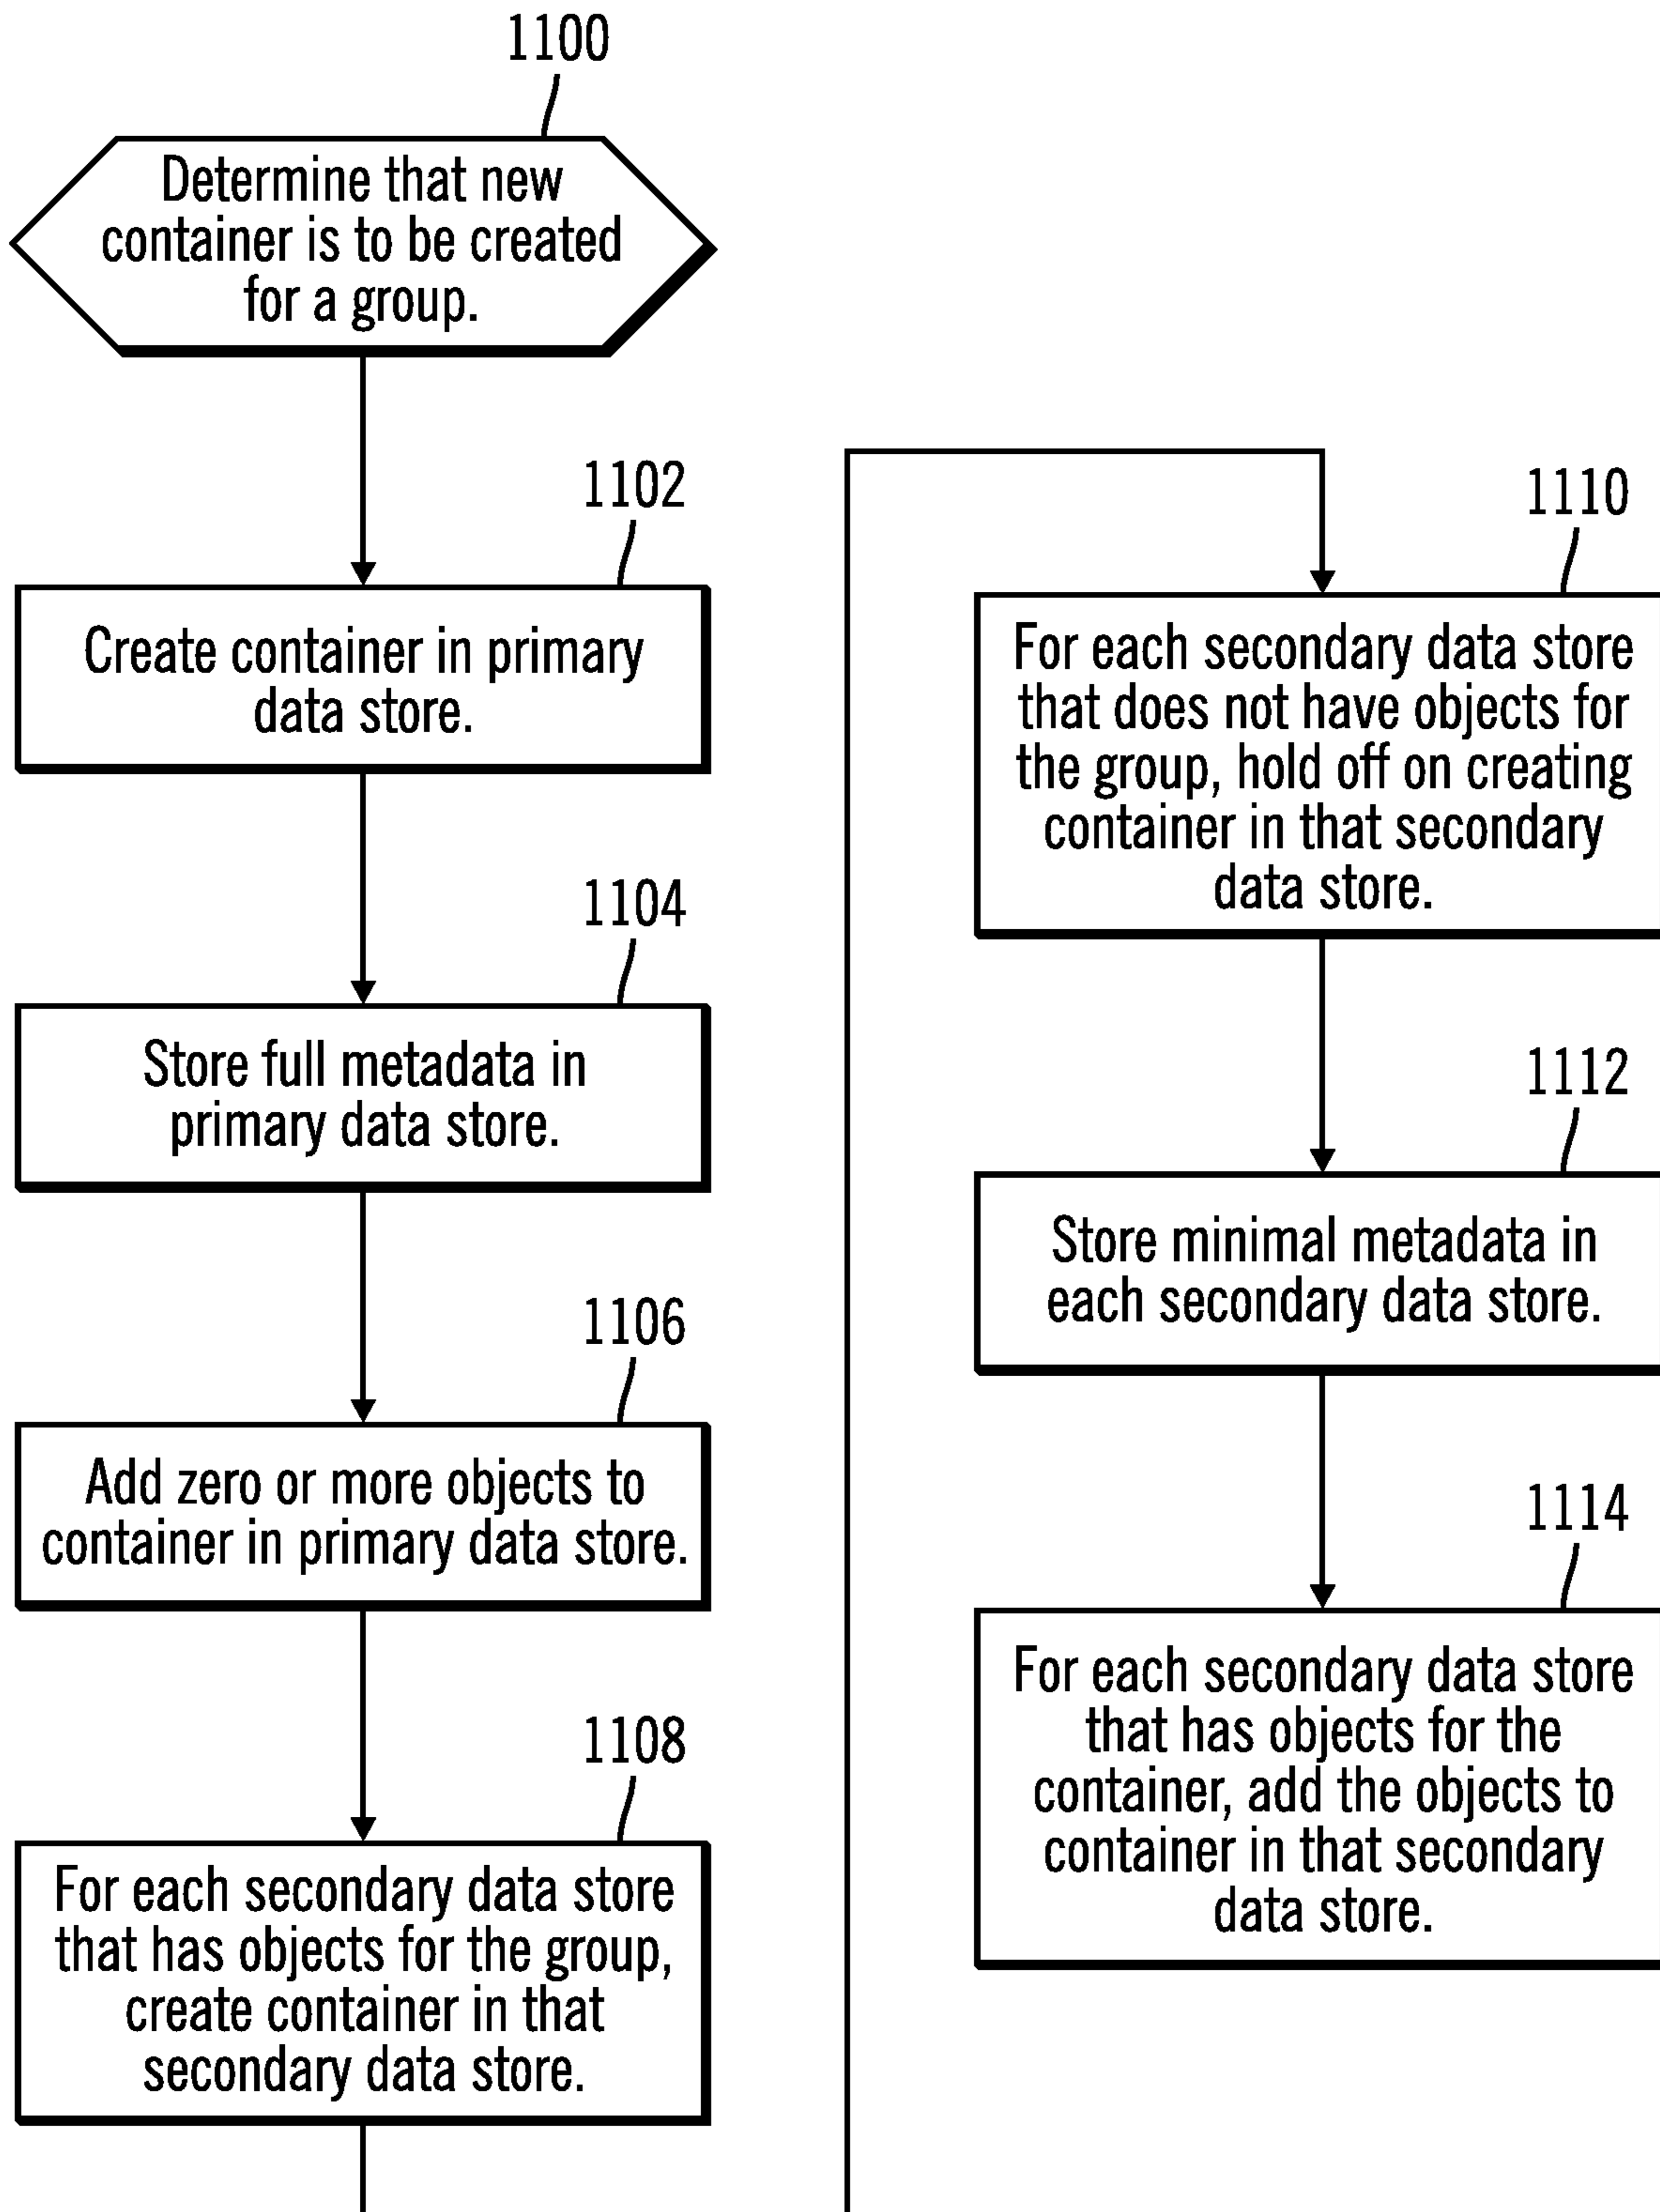 1100
Determine that new
container is to be created
for a group.
1102
Create container in primary
data store.
1104
Store full metadata in
primary data store.
1106
Add zero or more objects to
container in primary data store.
1108
For each secondary data store
that has objects for the group,
create container in that
secondary data store.
1110
For each secondary data store
that does not have objects for
the group, hold off on creating
container in that secondary
data store.
1112
Store minimal metadata in
each secondary data store.
1114
For each secondary data store
that has objects for the
container, add the objects to
container in that secondary
data store.